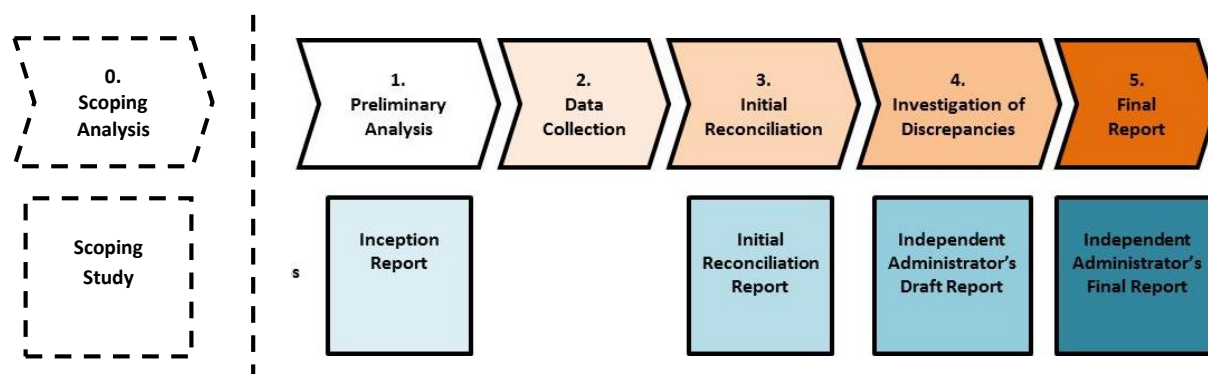 0.
Scoping
Analysis
1.
Preliminary
Analysis
2.
Data
Collection
3.
Initial
Reconciliation
4.
Investigation of
Discrepancies
5.
Final
Report
Scoping
Study
s
Inception
Report
Initial
Reconciliation
Report
Independent
Administrator's
Draft Report
Independent
Administrator's
Final Report